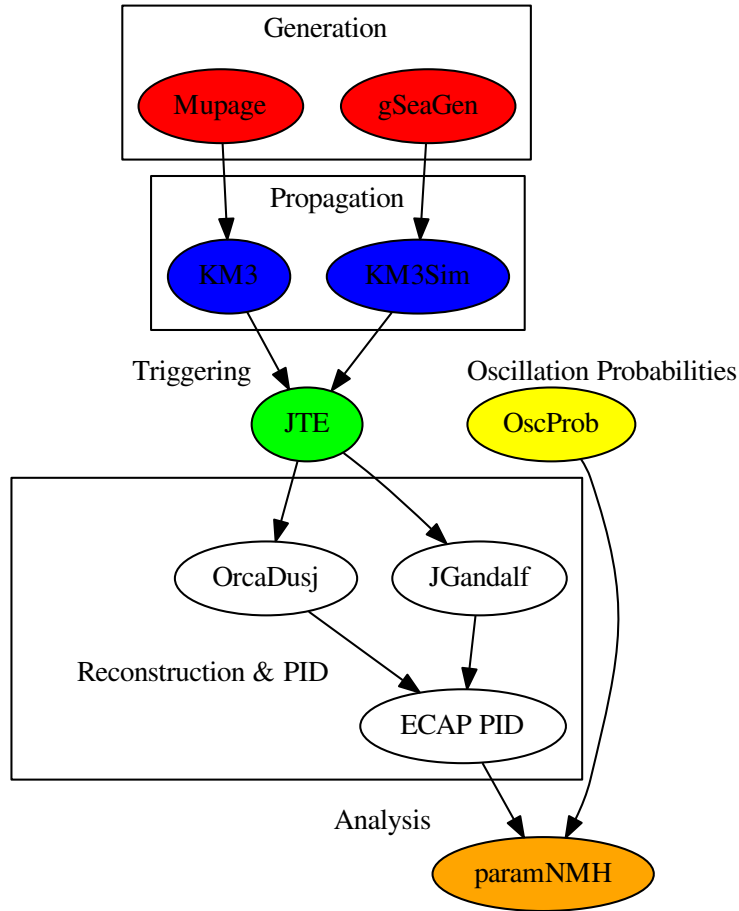 Generation
Mupage
gSeaGen
Propagation
KM3
KM3Sim
Triggering
Oscillation Probabilities
JTE
OscProb
OrcaDusj
JGandalf
Reconstruction & PID
ECAP PID
Analysis
paramNMH